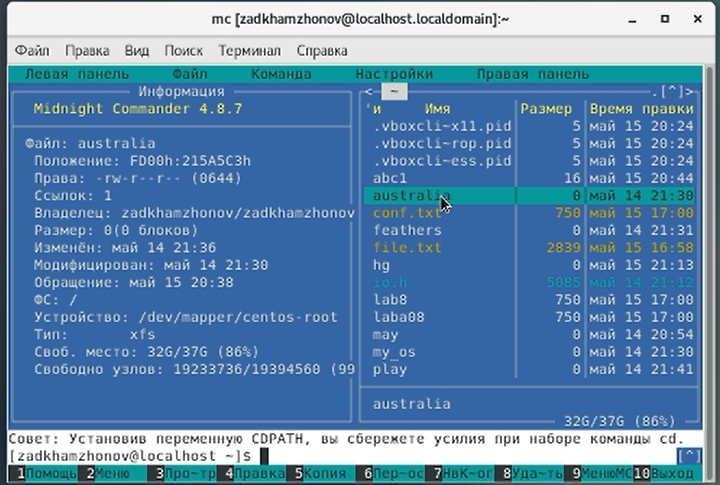 mc [zadkhamzhonov@localhost.localdomain]:~
Файл Правка Вид Поиск Терминал Справка
Левая панель Файл Команда Настройки Правая панель
Информация
Midnight Commander 4.8.7
Файл: australia
Положение: FD00h:215A5C3h
Права: -rw-r--r-- (0644)
Ссылок: 1
Владелец: zadkhamzhonov/zadkhamzhonov
Размер: 0(0 блоков)
Изменён: май 14 21:36
Модифицирован: май 14 21:30
Обращение: май 15 20:38
ФС: /
Устройство: /dev/mapper/centos-root
Тип: xfs
Своб. место: 32G/37G (86%)
Свободно узлов: 19233736/19394560 (99
<- ~ .[^]>
'и Имя Размер Время правки
.vboxcli~x11.pid 5 май 15 20:24
.vboxcli~rop.pid 5 май 15 20:24
.vboxcli~ess.pid 5 май 15 20:24
abc1 16 май 15 20:44
australia 0 май 14 21:30
conf.txt 750 май 15 17:00
feathers 0 май 14 21:31
file.txt 2839 май 15 16:58
hg 0 май 15 21:13
io.h 5085 май 14 21:12
lab8 750 май 15 17:00
laba08 750 май 15 17:00
may 0 май 14 20:54
my_os 0 май 14 21:30
play 0 май 14 21:41
australia
32G/37G (86%)
Совет: Установив переменную CDPATH, вы сбережете усилия при наборе команды cd.
[zadkhamzhonov@localhost ~]$ [^]
1Помощь 2Меню 3Про~тр 4Правка 5Копия 6Пер~ос 7НвК~ог 8Уда~ть 9МенюMC 10Выход